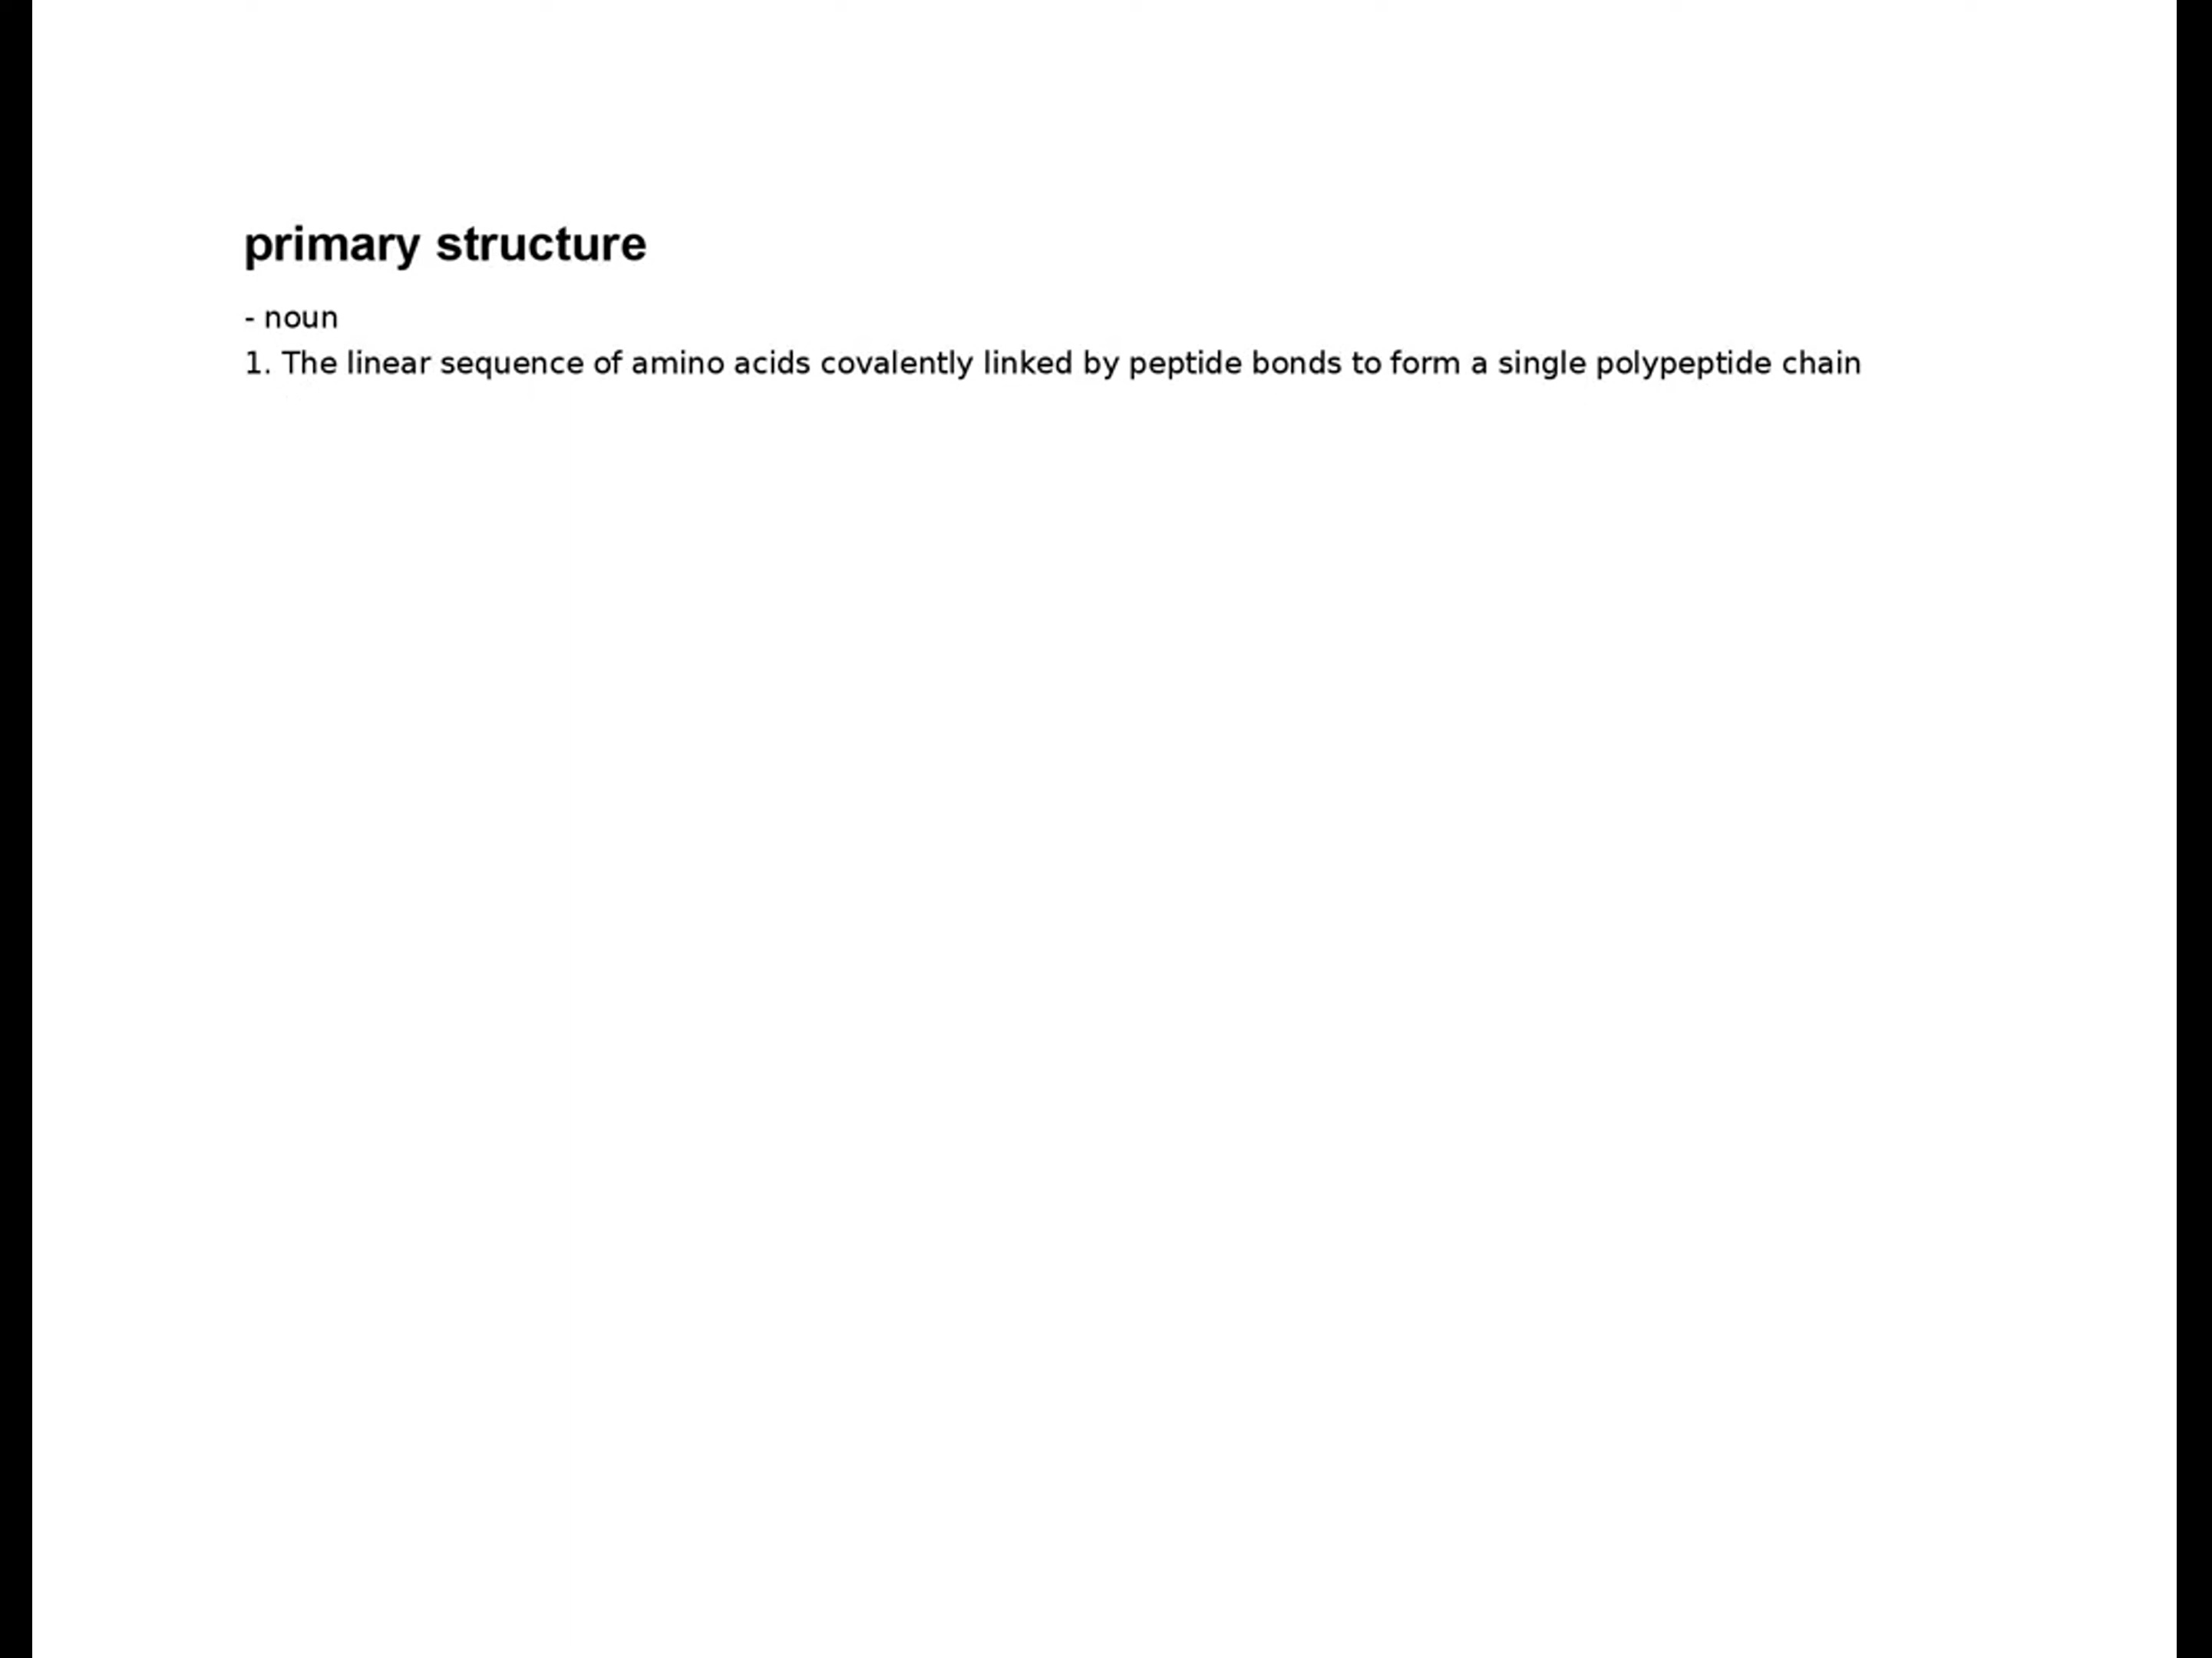 primary structure
- noun
1. The linear sequence of amino acids covalently linked by peptide bonds to form a single polypeptide chain